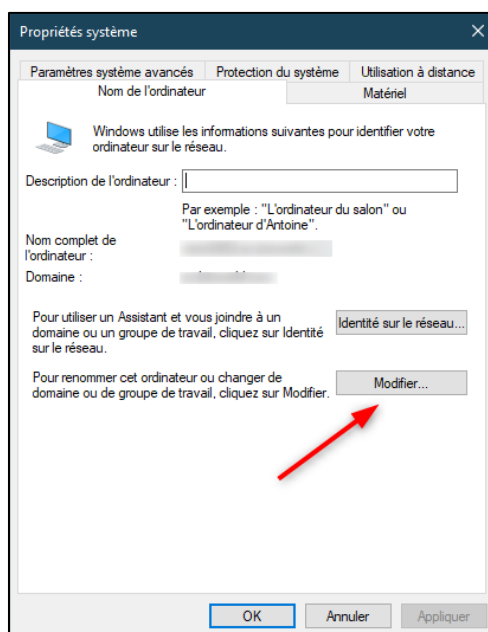 Propriétés système
Paramètres système avancés Protection du système Utilisation à distance
Nom de l'ordinateur Matériel
Windows utilise les informations suivantes pour identifier votre
ordinateur sur le réseau.
Description de l'ordinateur :
Par exemple : "L'ordinateur du salon" ou
"L'ordinateur d'Antoine".
Nom complet de
l'ordinateur :
Domaine :
Pour utiliser un Assistant et vous joindre à un
domaine ou un groupe de travail, cliquez sur Identité
sur le réseau.
Identité sur le réseau...
Pour renommer cet ordinateur ou changer de
domaine ou de groupe de travail, cliquez sur Modifier.
Modifier...
OK Annuler Appliquer